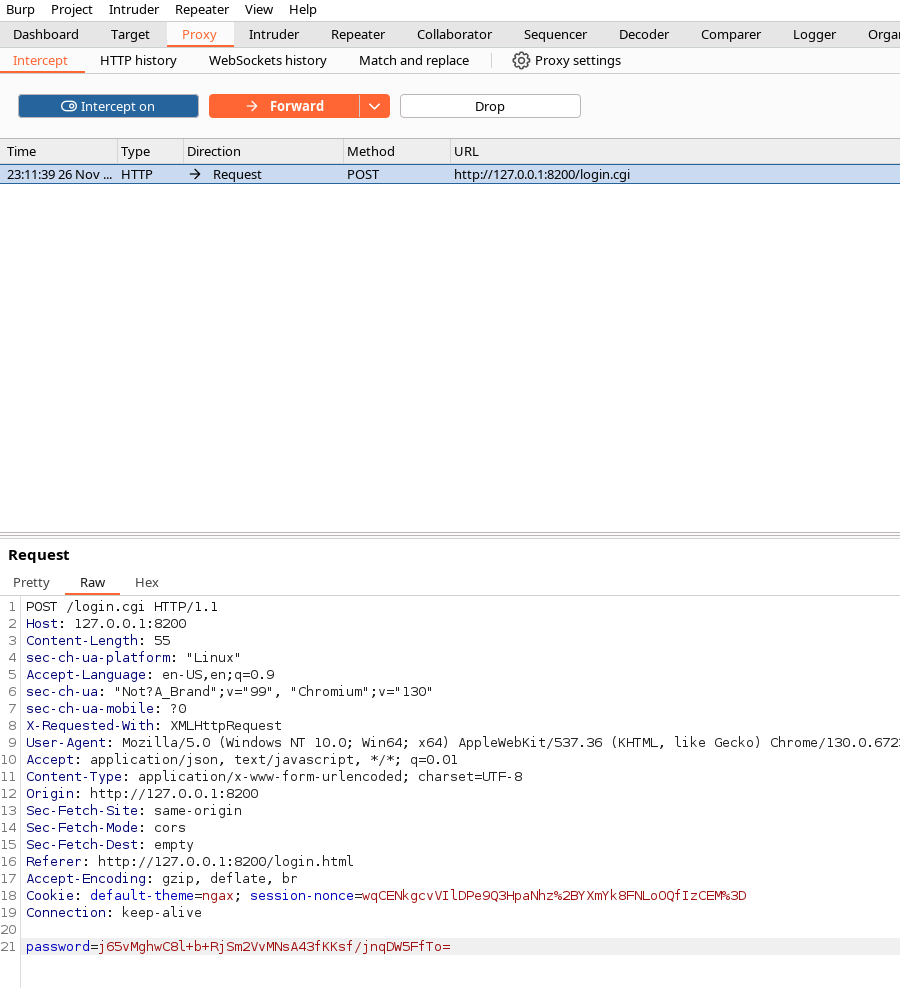 Burp Project Intruder Repeater View Help
Dashboard Target Proxy Intruder Repeater Collaborator Sequencer Decoder Comparer Logger Orga
Intercept HTTP history WebSockets history Match and replace Proxy settings
Intercept on Forward Drop
Time Type Direction Method URL
23:11:39 26 Nov ... HTTP → Request POST http://127.0.0.1:8200/login.cgi
Request
Pretty Raw Hex
1 POST /login.cgi HTTP/1.1
2 Host: 127.0.0.1:8200
3 Content-Length: 55
4 sec-ch-ua-platform: "Linux"
5 Accept-Language: en-US,en;q=0.9
6 sec-ch-ua: "Not?A_Brand";v="99", "Chromium";v="130"
7 sec-ch-ua-mobile: ?0
8 X-Requested-With: XMLHttpRequest
9 User-Agent: Mozilla/5.0 (Windows NT 10.0; Win64; x64) AppleWebKit/537.36 (KHTML, like Gecko) Chrome/130.0.672
10 Accept: application/json, text/javascript, */*; q=0.01
11 Content-Type: application/x-www-form-urlencoded; charset=UTF-8
12 Origin: http://127.0.0.1:8200
13 Sec-Fetch-Site: same-origin
14 Sec-Fetch-Mode: cors
15 Sec-Fetch-Dest: empty
16 Referer: http://127.0.0.1:8200/login.html
17 Accept-Encoding: gzip, deflate, br
18 Cookie: default-theme=ngax; session-nonce=wqCENkgcvVIlDPe9Q3HpaNhz%2BYXmYk8FNLoOQfIzCEM%3D
19 Connection: keep-alive
20
21 password=j65vMghwC8l+b+RjSm2VvMNsA43fKKsf/jnqDW5FfTo=